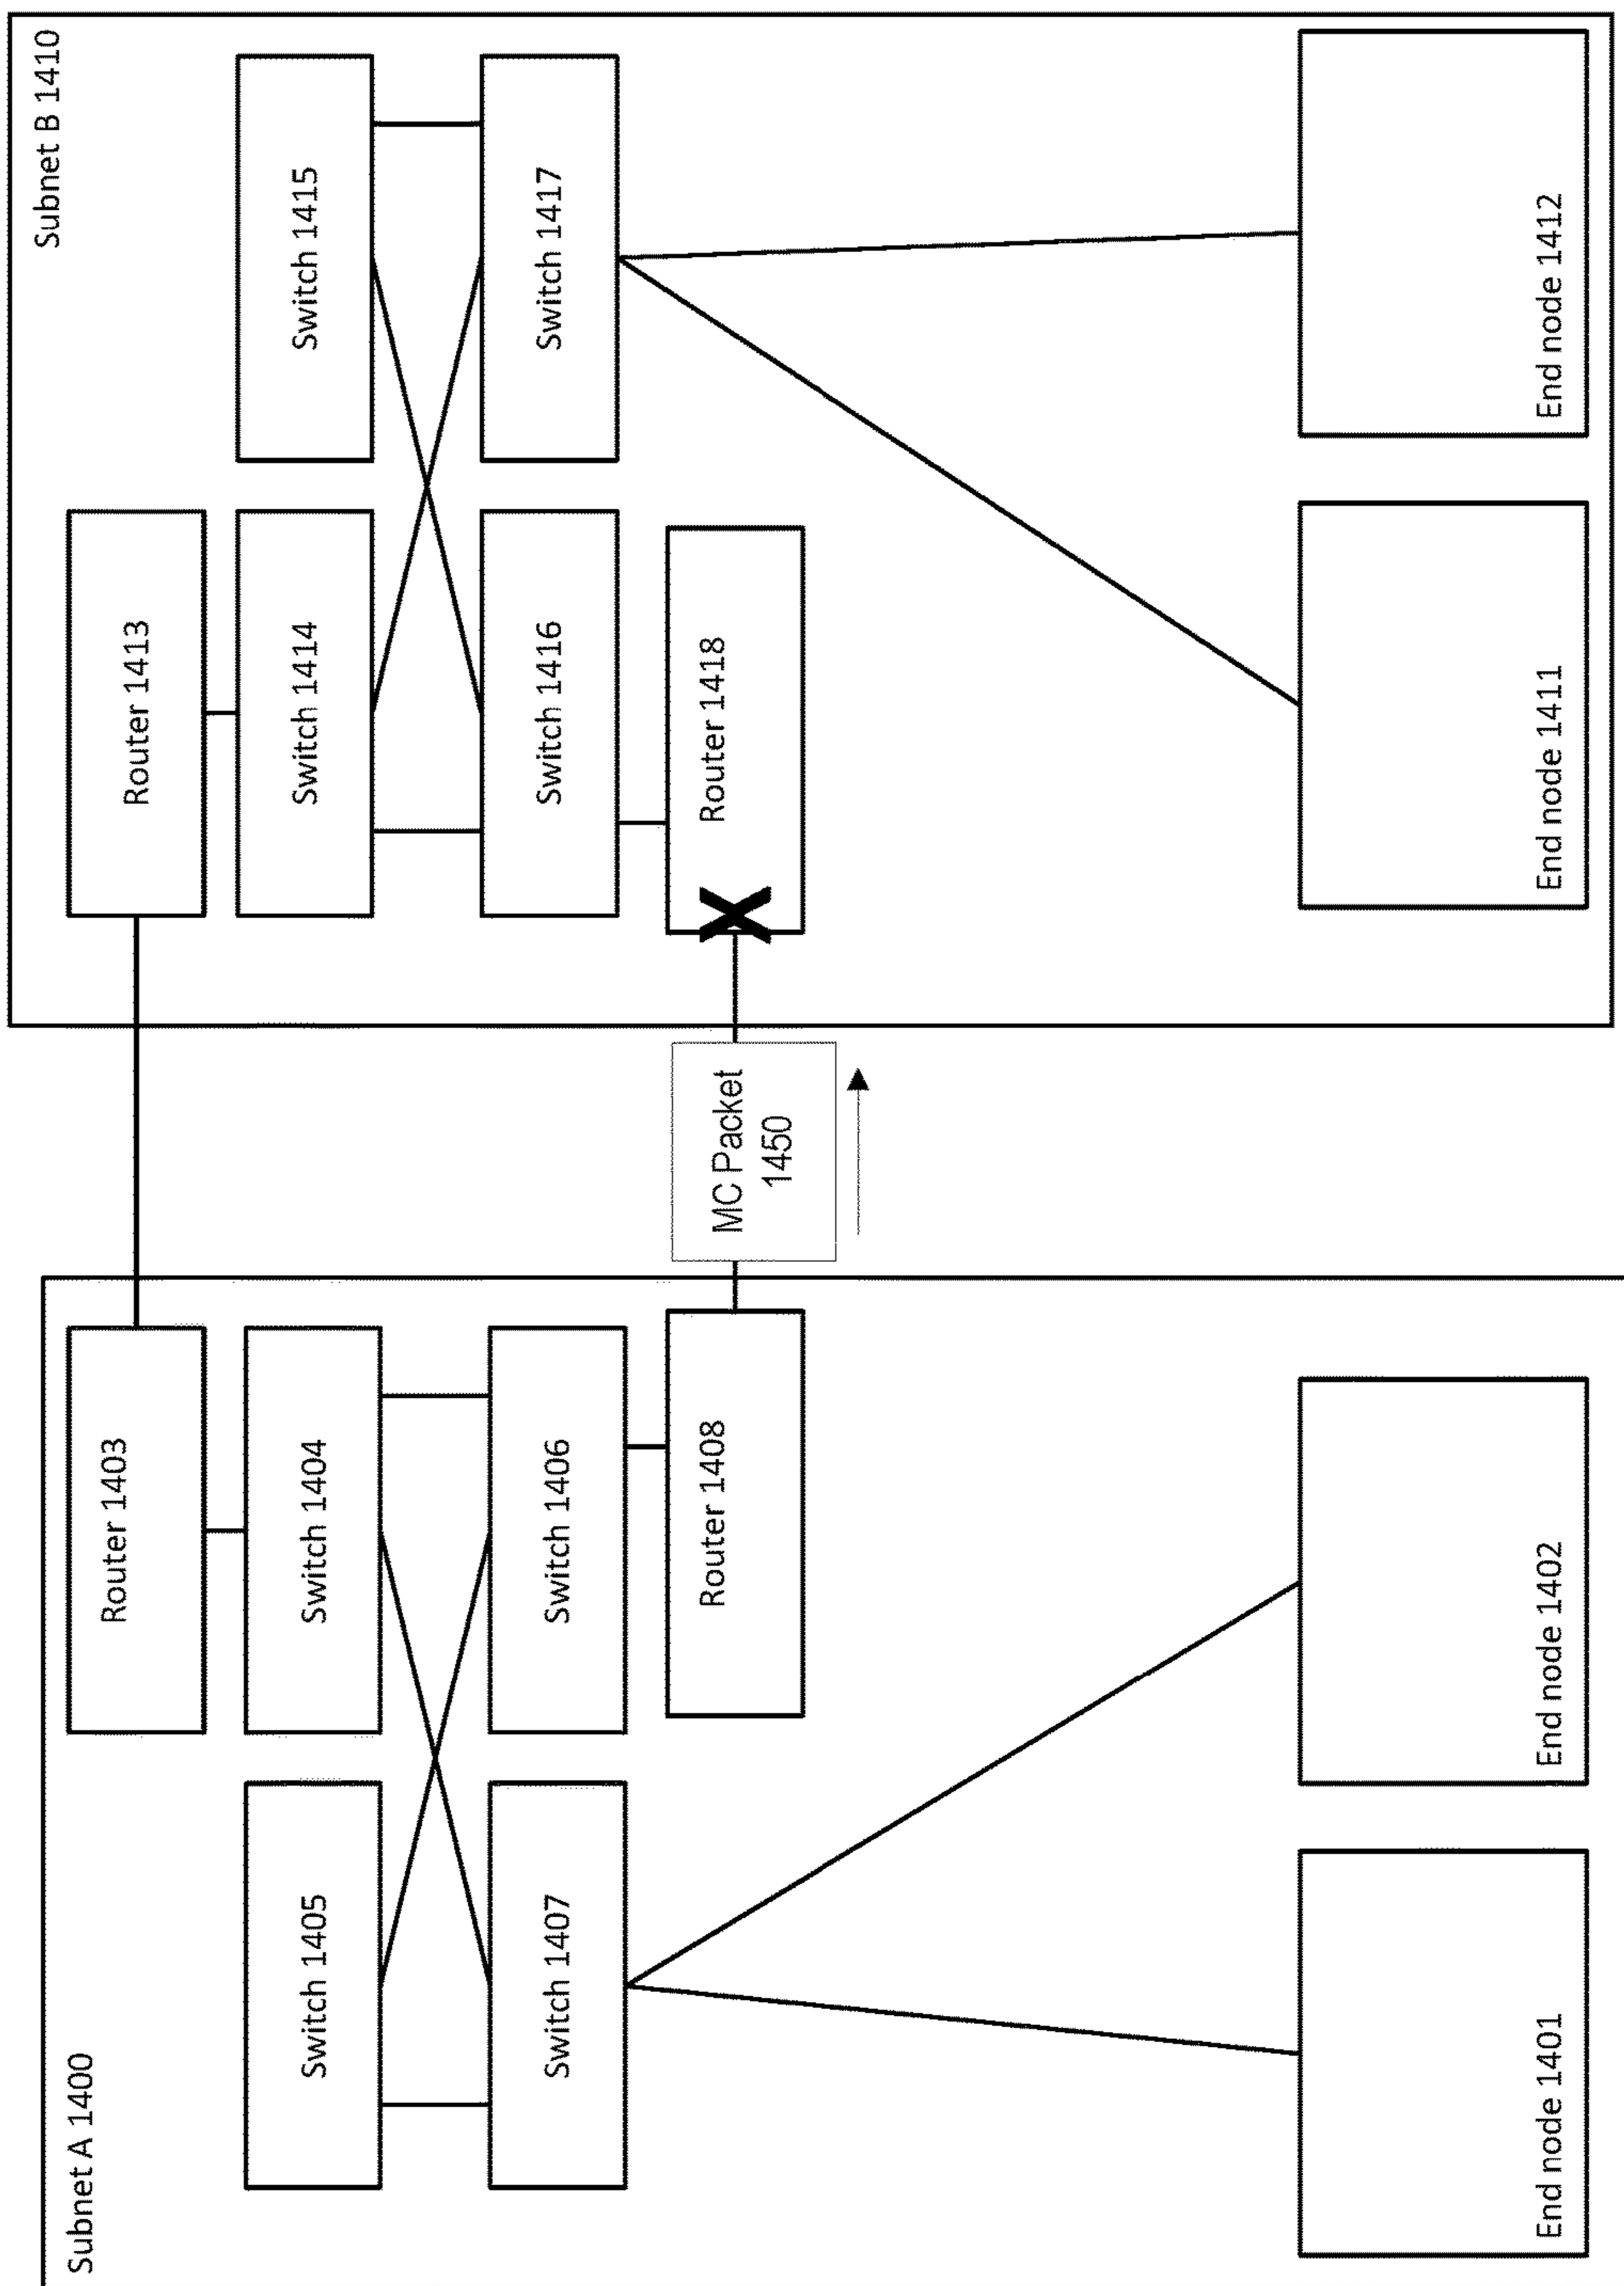 Subnet A 1400
Router 1403
Switch 1405
Switch 1404
Switch 1407
Switch 1406
Router 1408
End node 1401
End node 1402
MC Packet
1450
Subnet B 1410
Router 1413
Switch 1414
Switch 1415
Switch 1416
Switch 1417
Router 1418
X
End node 1411
End node 1412